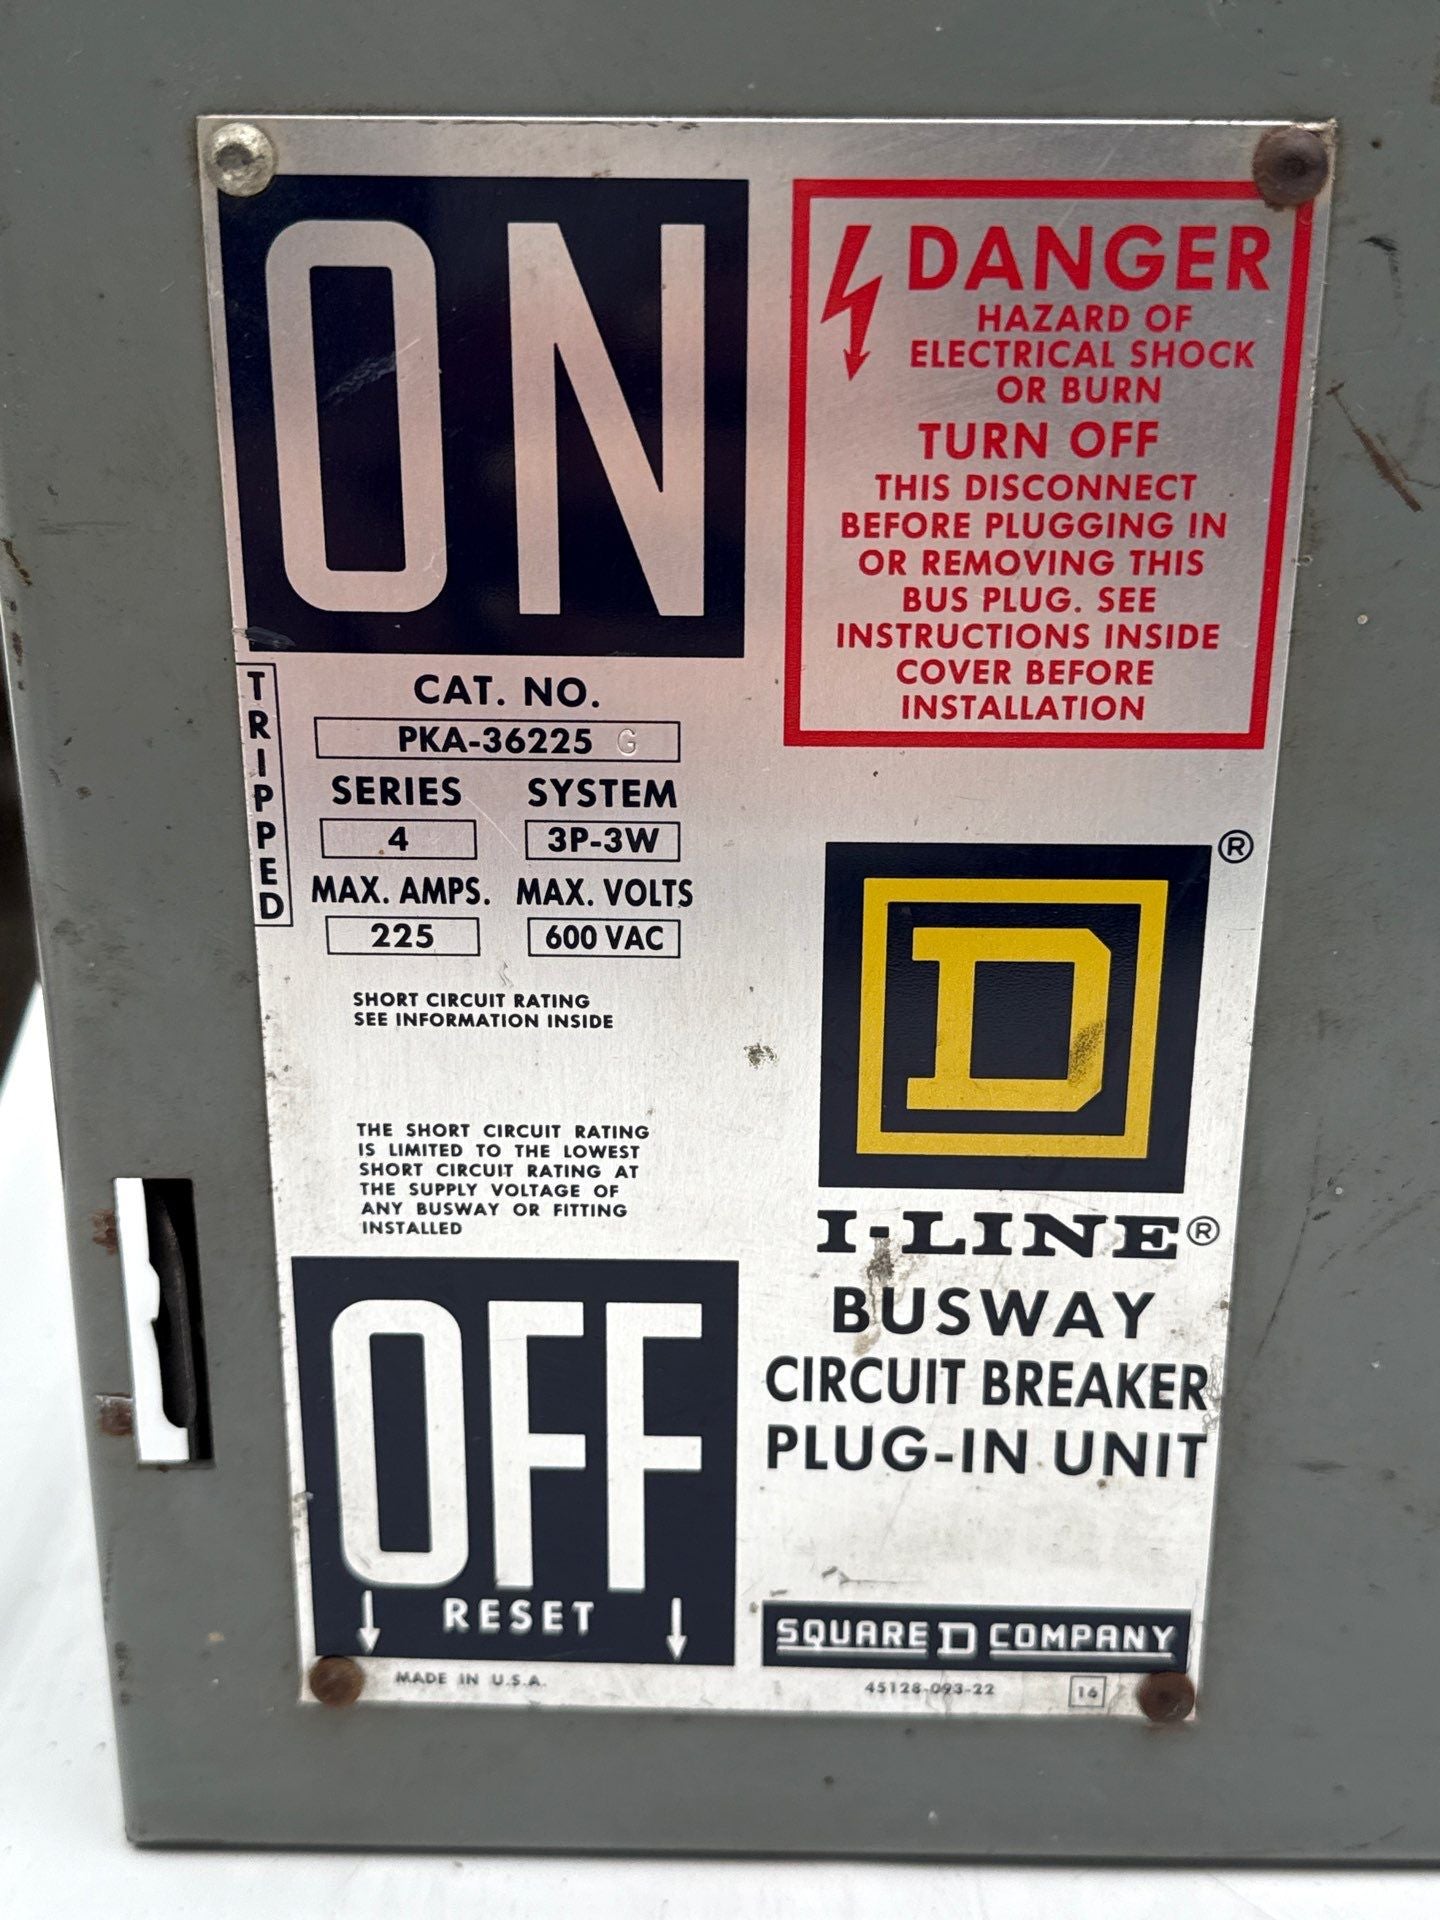 ON
DANGER
HAZARD OF
ELECTRICAL SHOCK
OR BURN
TURN OFF
THIS DISCONNECT
BEFORE PLUGGING IN
OR REMOVING THIS
BUS PLUG. SEE
INSTRUCTIONS INSIDE
COVER BEFORE
INSTALLATION
TRIPPED
CAT. NO.
PKA-36225 G
SERIES SYSTEM
4 3P-3W
MAX. AMPS. MAX. VOLTS
225 600 VAC
SHORT CIRCUIT RATING
SEE INFORMATION INSIDE
THE SHORT CIRCUIT RATING
IS LIMITED TO THE LOWEST
SHORT CIRCUIT RATING AT
THE SUPPLY VOLTAGE OF
ANY BUSWAY OR FITTING
INSTALLED
D ®
I-LINE®
BUSWAY
CIRCUIT BREAKER
PLUG-IN UNIT
OFF
RESET
MADE IN U.S.A.
SQUARE D COMPANY
45128-093-22 16